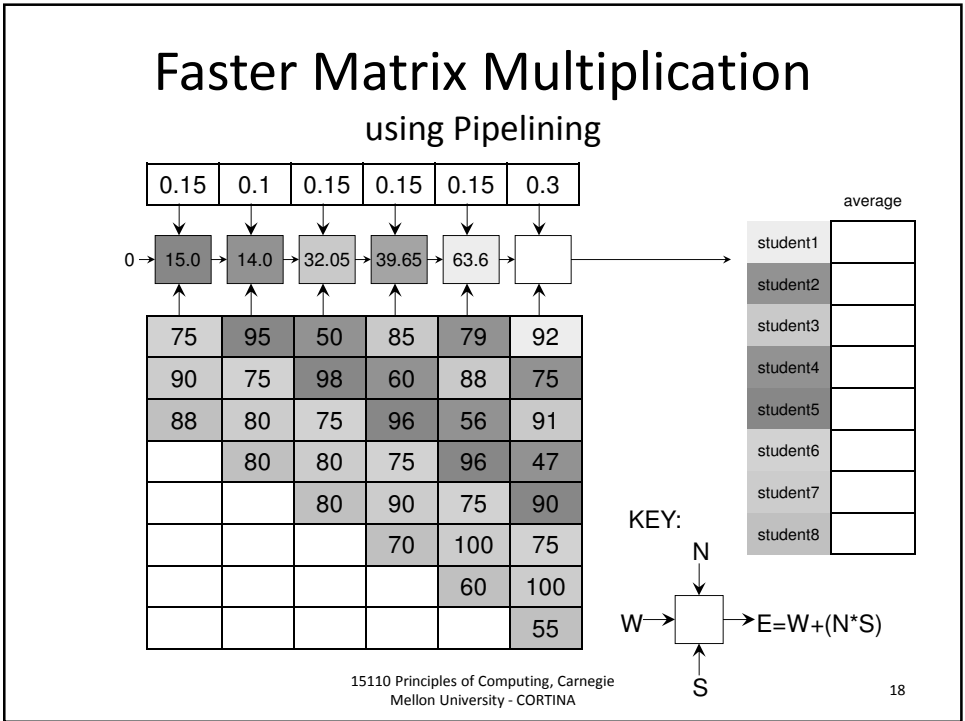 Faster Matrix Multiplication
using Pipelining
0.15 0.1 0.15 0.15 0.15 0.3
average
0 15.0 14.0 32.05 39.65 63.6
student1
student2
student3
student4
student5
student6
student7
student8
75 95 50 85 79 92
90 75 98 60 88 75
88 80 75 96 56 91
80 80 75 96 47
80 90 75 90
70 100 75
60 100
55
KEY:
N
W E=W+(N*S)
S
15110 Principles of Computing, Carnegie
Mellon University - CORTINA
18